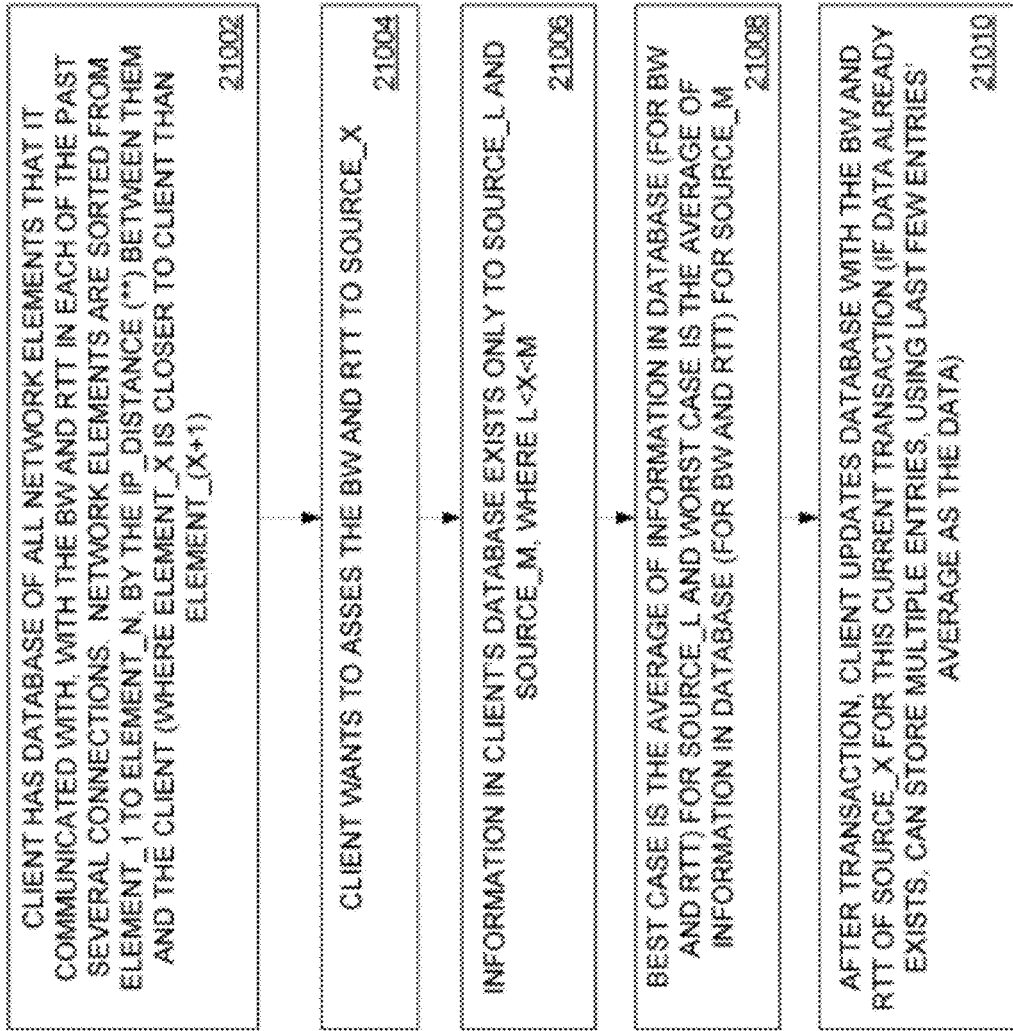 CLIENT HAS DATABASE OF ALL NETWORK ELEMENTS THAT IT
COMMUNICATED WITH, WITH THE BW AND RTT IN EACH OF THE PAST
SEVERAL CONNECTIONS. NETWORK ELEMENTS ARE SORTED FROM
ELEMENT_1 TO ELEMENT_N, BY THE IP_DISTANCE (**) BETWEEN THEM
AND THE CLIENT (WHERE ELEMENT_X IS CLOSER TO CLIENT THAN
ELEMENT_(X+1)
21002
CLIENT WANTS TO ASSES THE BW AND RTT TO SOURCE_X
21004
INFORMATION IN CLIENT'S DATABASE EXISTS ONLY TO SOURCE_L AND
SOURCE_M, WHERE L<X<M
21006
BEST CASE IS THE AVERAGE OF INFORMATION IN DATABASE (FOR BW
AND RTT) FOR SOURCE_L AND WORST CASE IS THE AVERAGE OF
INFORMATION IN DATABASE (FOR BW AND RTT) FOR SOURCE_M
21008
AFTER TRANSACTION, CLIENT UPDATES DATABASE WITH THE BW AND
RTT OF SOURCE_X FOR THIS CURRENT TRANSACTION (IF DATA ALREADY
EXISTS, CAN STORE MULTIPLE ENTRIES, USING LAST FEW ENTRIES'
AVERAGE AS THE DATA)
21010